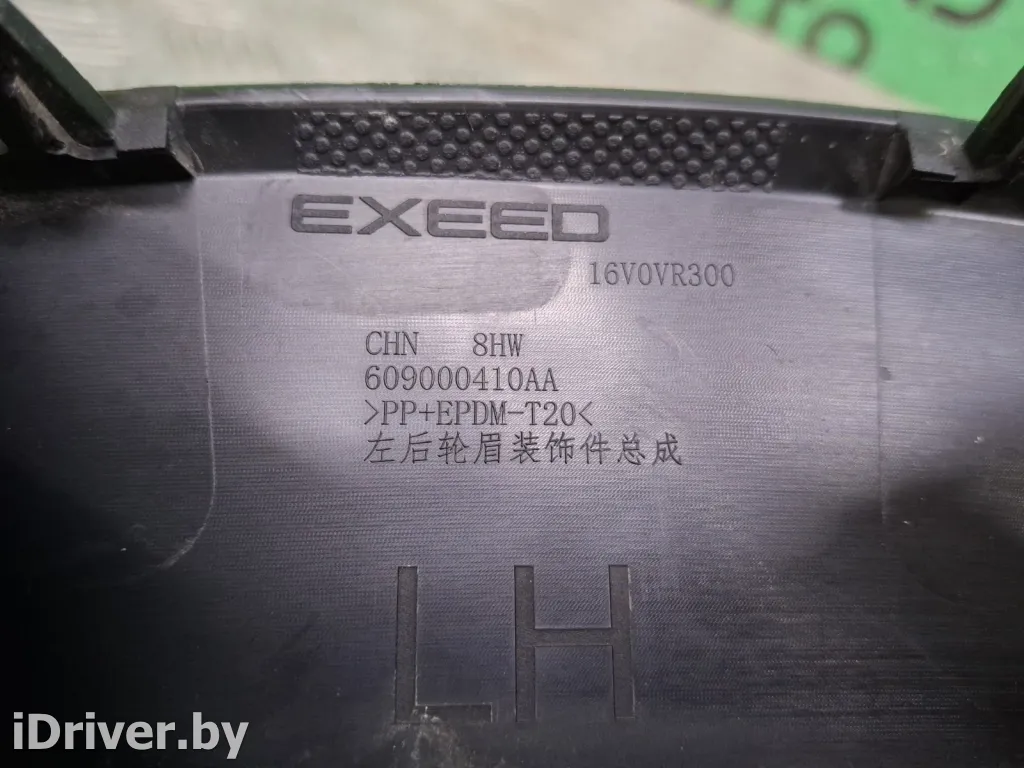 EXEED
16V0VR300
CHN 8HW
609000410AA
>PP+EPDM-T20<
左后轮眉装饰件总成
LH
iDriver.by